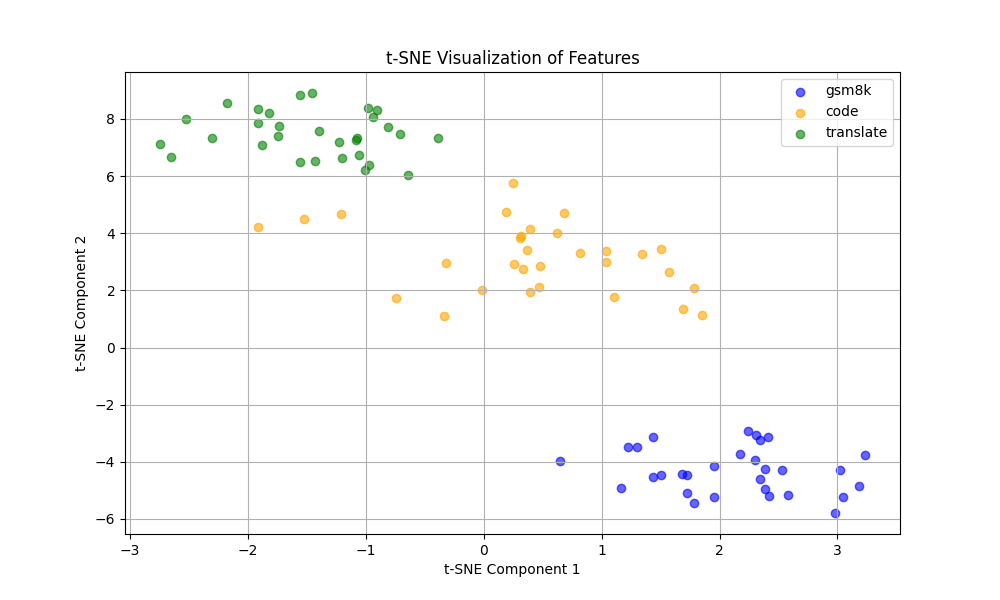 t-SNE Visualization of Features
gsm8k
code
translate
8
6
4
2
0
−2
−4
−6
t-SNE Component 2
−3
−2
−1
0
1
2
3
t-SNE Component 1